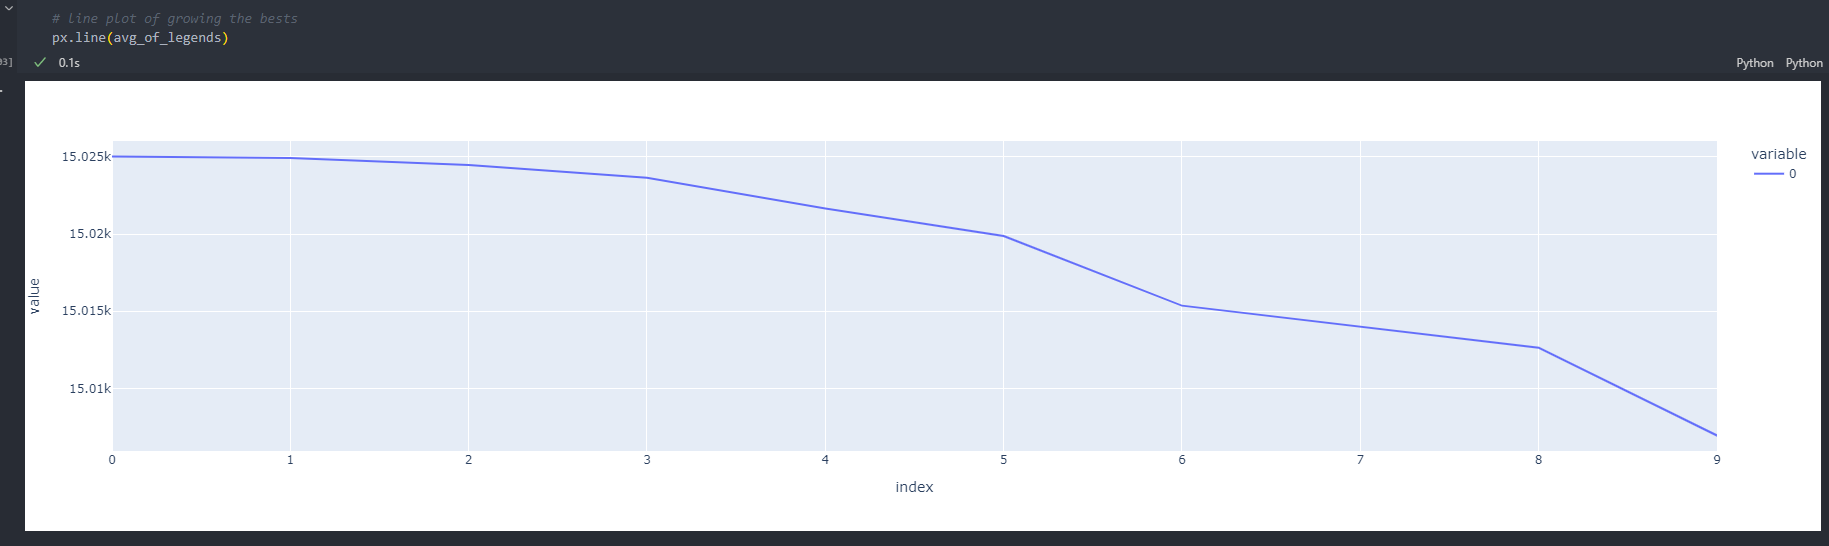 # line plot of growing the bests
px.line(avg_of_legends)
03]
0.1s
Python Python
15.025k
15.02k
15.015k
15.01k
value
0 1 2 3 4 5 6 7 8 9
index
variable
0